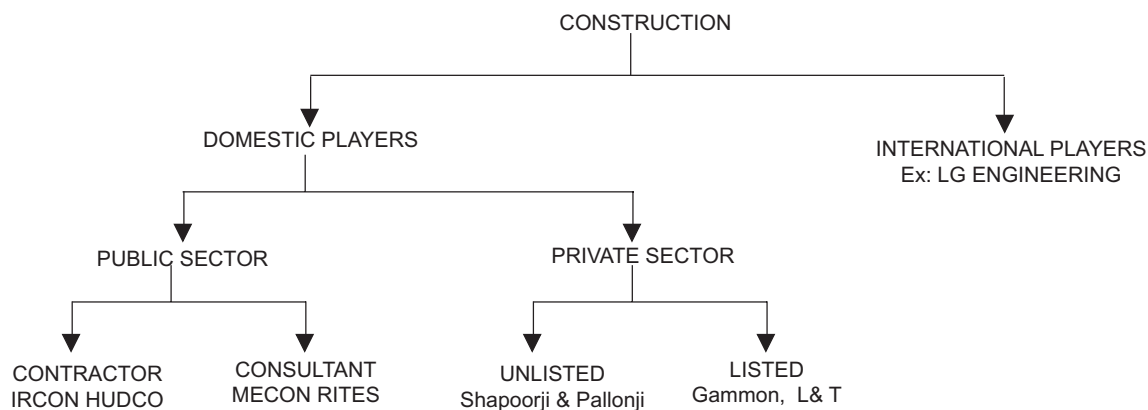 CONSTRUCTION
DOMESTIC PLAYERS
INTERNATIONAL PLAYERS
Ex: LG ENGINEERING
PUBLIC SECTOR
PRIVATE SECTOR
CONTRACTOR
IRCON HUDCO
CONSULTANT
MECON RITES
UNLISTED
Shapoorji & Pallonji
LISTED
Gammon, L& T